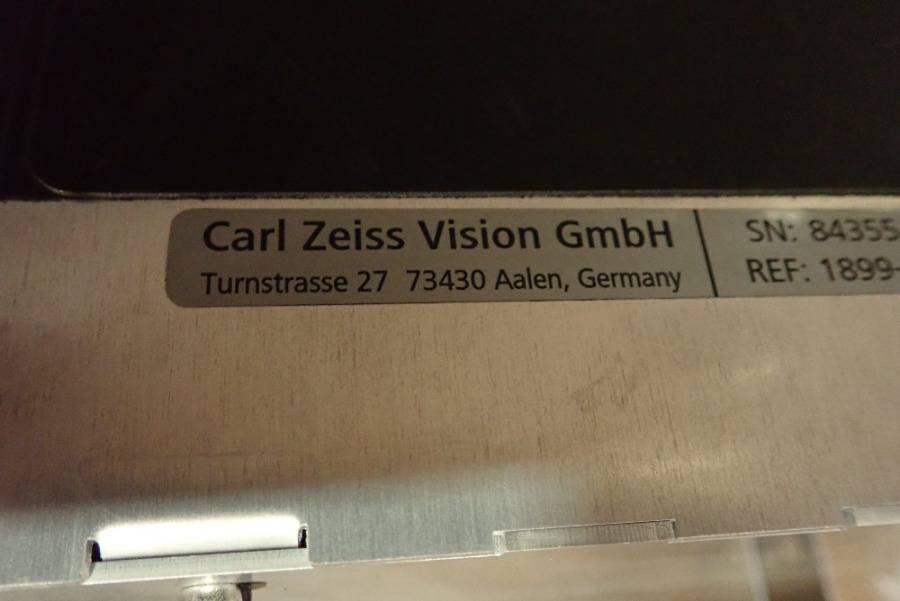 Carl Zeiss Vision GmbH
Turnstrasse 27 73430 Aalen, Germany
SN: 84355
REF: 1899-